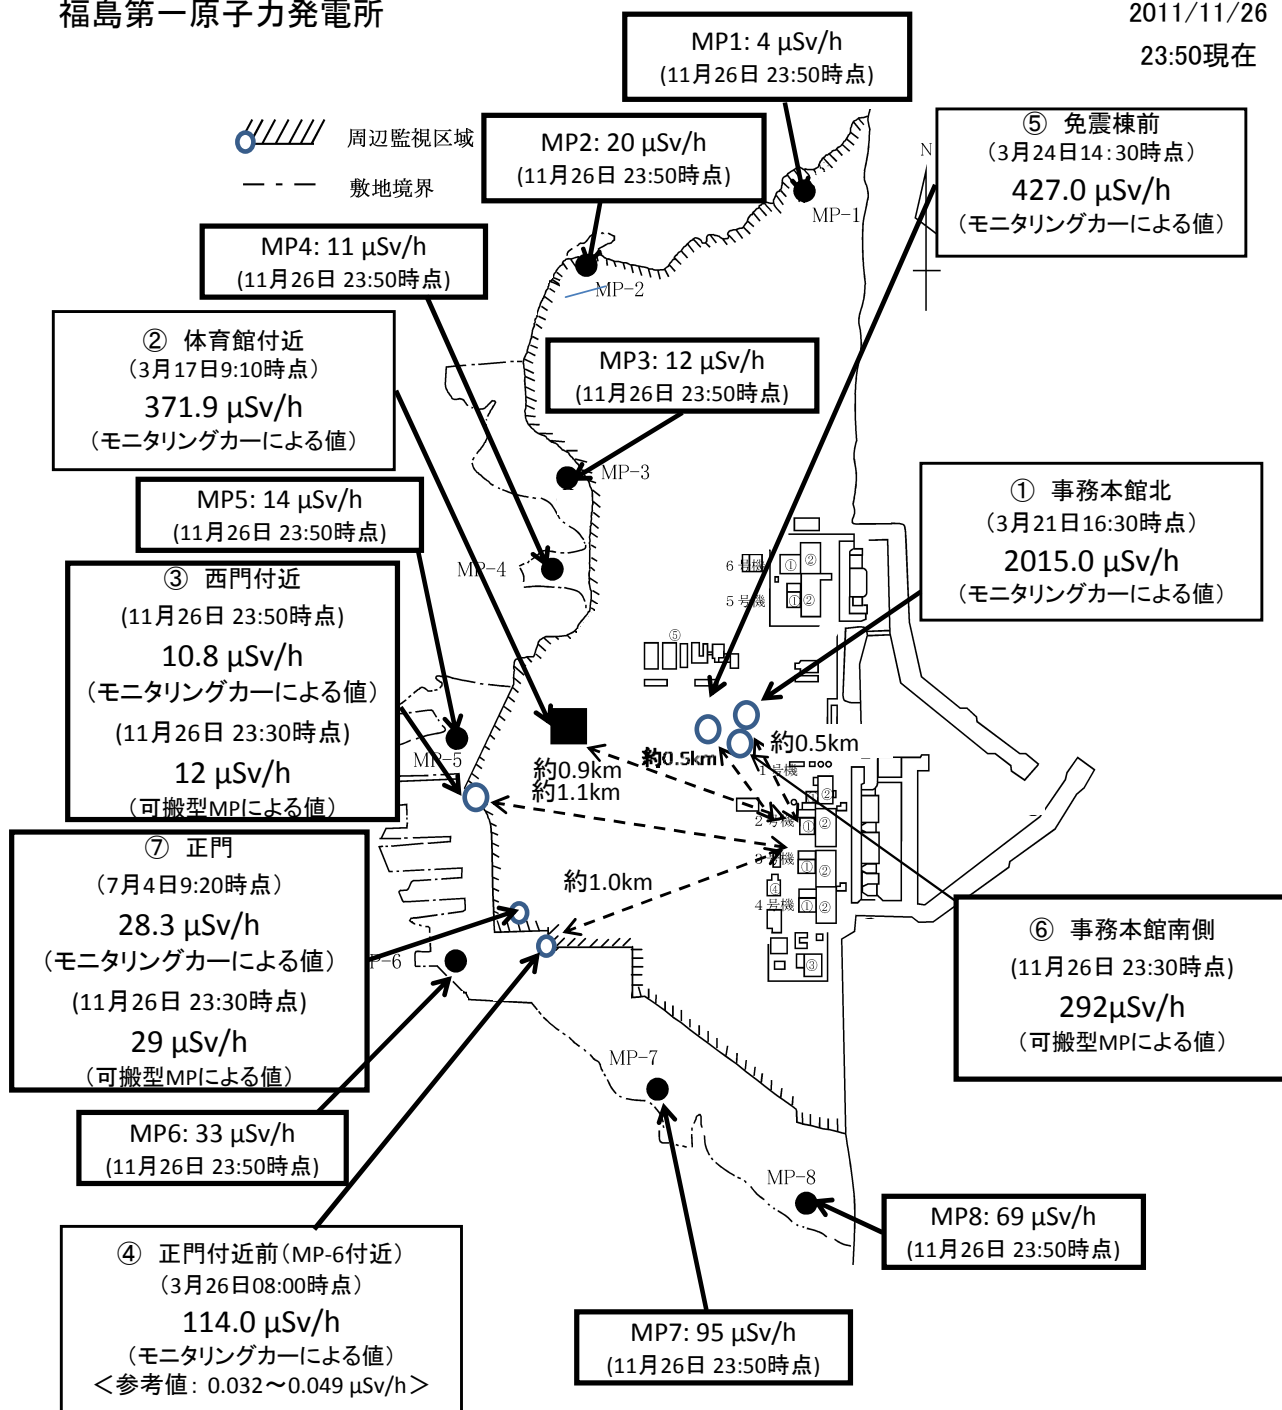 福島第一原子力発電所
2011/11/26
23:50現在
MP1: 4 μSv/h
(11月26日 23:50時点)
周辺監視区域
敷地境界
MP2: 20 μSv/h
(11月26日 23:50時点)
⑤ 免震棟前
(3月24日14:30時点)
427.0 μSv/h
(モニタリングカーによる値)
N
MP-1
MP4: 11 μSv/h
(11月26日 23:50時点)
MP-2
② 体育館付近
(3月17日9:10時点)
371.9 μSv/h
(モニタリングカーによる値)
MP3: 12 μSv/h
(11月26日 23:50時点)
MP-3
① 事務本館北
(3月21日16:30時点)
2015.0 μSv/h
(モニタリングカーによる値)
MP5: 14 μSv/h
(11月26日 23:50時点)
MP-4
6号機
① ②
5号機
① ②
③ 西門付近
(11月26日 23:50時点)
10.8 μSv/h
(モニタリングカーによる値)
(11月26日 23:30時点)
12 μSv/h
(可搬型MPによる値)
⑤
MP-5
約0.9km
約1.1km
約0.5km
約0.5km
1号機
②
2号機
① ②
3号機
① ②
④
4号機
① ②
③
約1.0km
⑦ 正門
(7月4日9:20時点)
28.3 μSv/h
(モニタリングカーによる値)
(11月26日 23:30時点)
29 μSv/h
(可搬型MPによる値)
P-6
⑥ 事務本館南側
(11月26日 23:30時点)
292μSv/h
(可搬型MPによる値)
MP-7
MP6: 33 μSv/h
(11月26日 23:50時点)
MP-8
MP8: 69 μSv/h
(11月26日 23:50時点)
④ 正門付近前(MP-6付近)
(3月26日08:00時点)
114.0 μSv/h
(モニタリングカーによる値)
<参考値: 0.032~0.049 μSv/h>
MP7: 95 μSv/h
(11月26日 23:50時点)